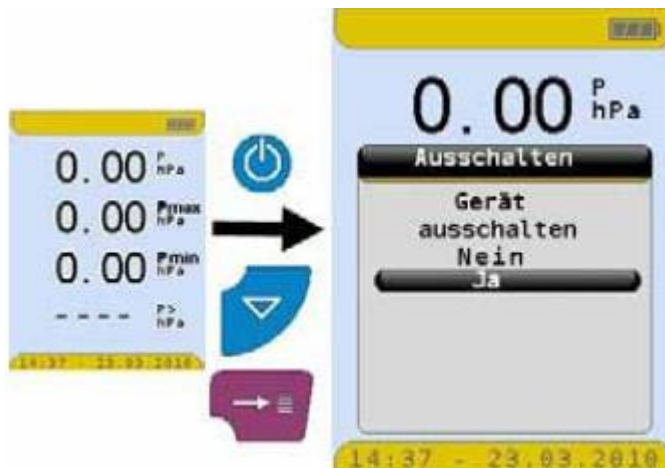 0.00 P hPa
0.00 Pmax hPa
0.00 Pmin hPa
---- P> hPa
14:37 - 23.03.2010
0.00 P hPa
Ausschalten
Gerät
ausschalten
Nein
Ja
14:37 - 23.03.2010